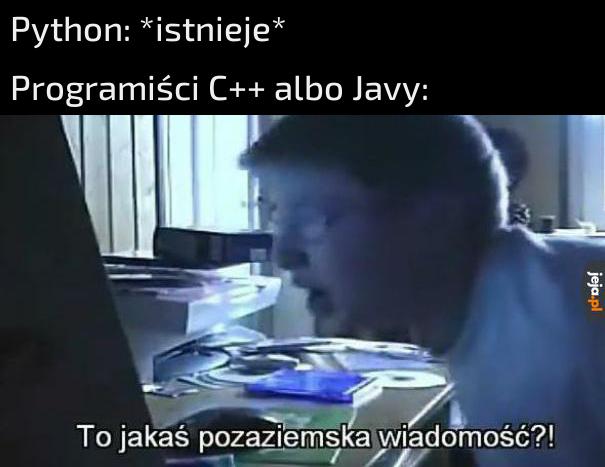 Python: *istnieje*
Programiści C++ albo Javy:
jeja.pl
To jakaś pozaziemska wiadomość?!